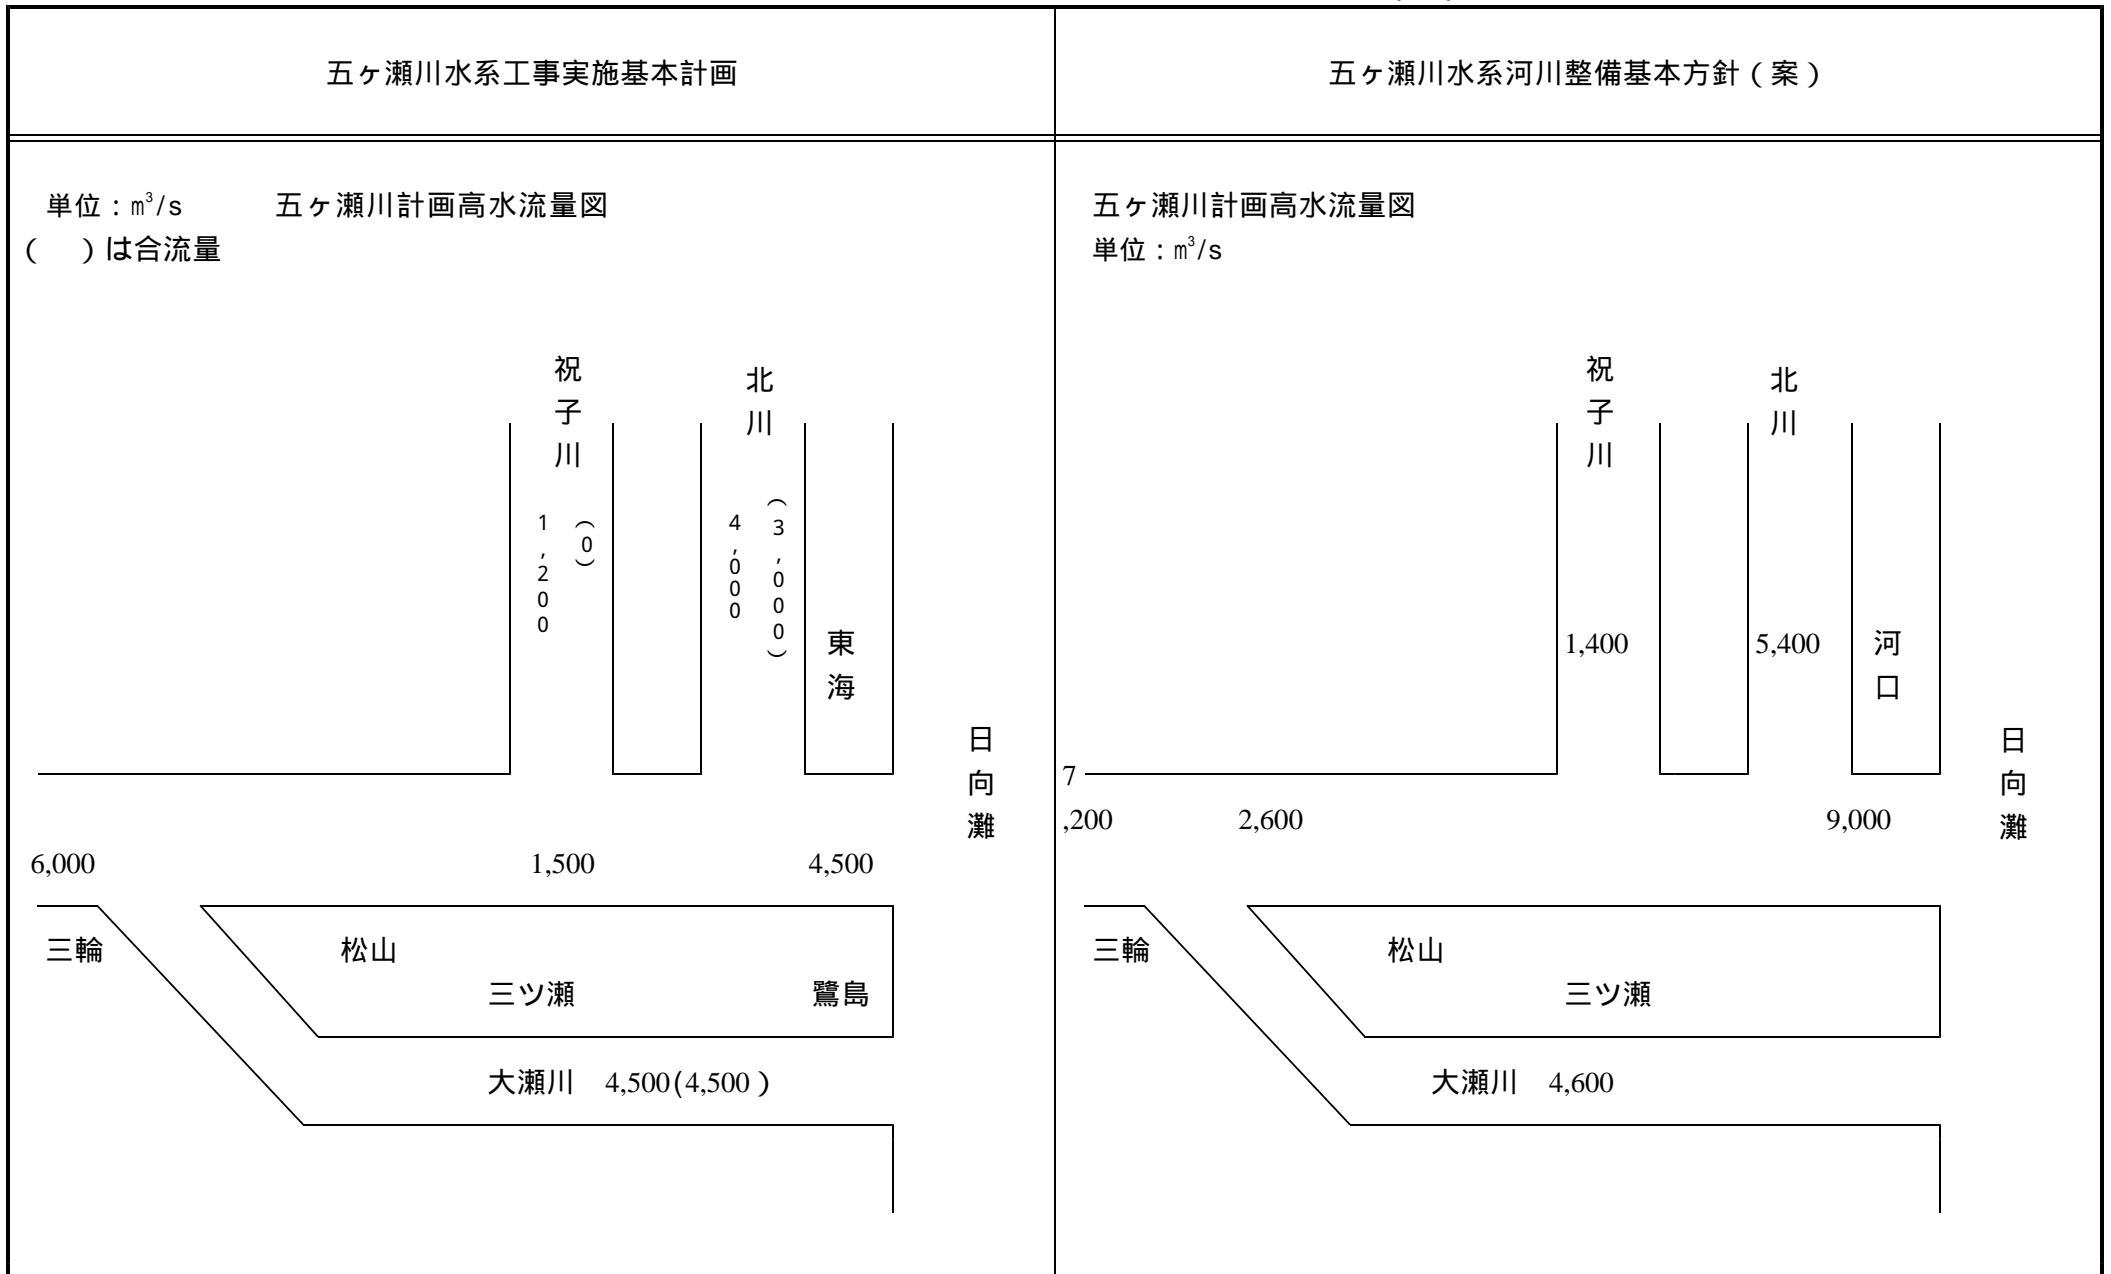 五ヶ瀬川水系工事実施基本計画
単位：m³/s 五ヶ瀬川計画高水流量図
( )は合流量
祝子川
1,200
(0)
北川
4,000
(3,000)
東海
日向灘
6,000 1,500 4,500
三輪 松山
三ツ瀬 鷺島
大瀬川 4,500(4,500)
五ヶ瀬川水系河川整備基本方針（案）
五ヶ瀬川計画高水流量図
単位：m³/s
祝子川
1,400
北川
5,400
河口
日向灘
7
,200 2,600 9,000
三輪 松山
三ツ瀬
大瀬川 4,600